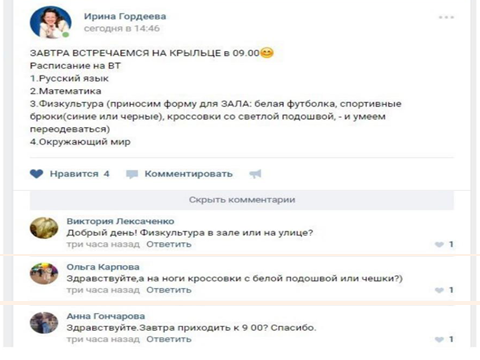 Ирина Гордеева
сегодня в 14:46
ЗАВТРА ВСТРЕЧАЕМСЯ НА КРЫЛЬЦЕ в 09.00😊
Расписание на ВТ
1.Русский язык
2.Математика
3.Физкультура (приносим форму для ЗАЛА: белая футболка, спортивные
брюки(синие или черные), кроссовки со светлой подошвой, - и умеем
переодеваться)
4.Окружающий мир
Нравится 4 Комментировать
Скрыть комментарии
Виктория Лексаченко
Добрый день! Физкультура в зале или на улице?
три часа назад Ответить 1
Ольга Карпова
Здравствуйте,а на ноги кроссовки с белой подошвой или чешки?)
три часа назад Ответить 1
Анна Гончарова
Здравствуйте.Завтра приходить к 9 00? Спасибо.
три часа назад Ответить 1